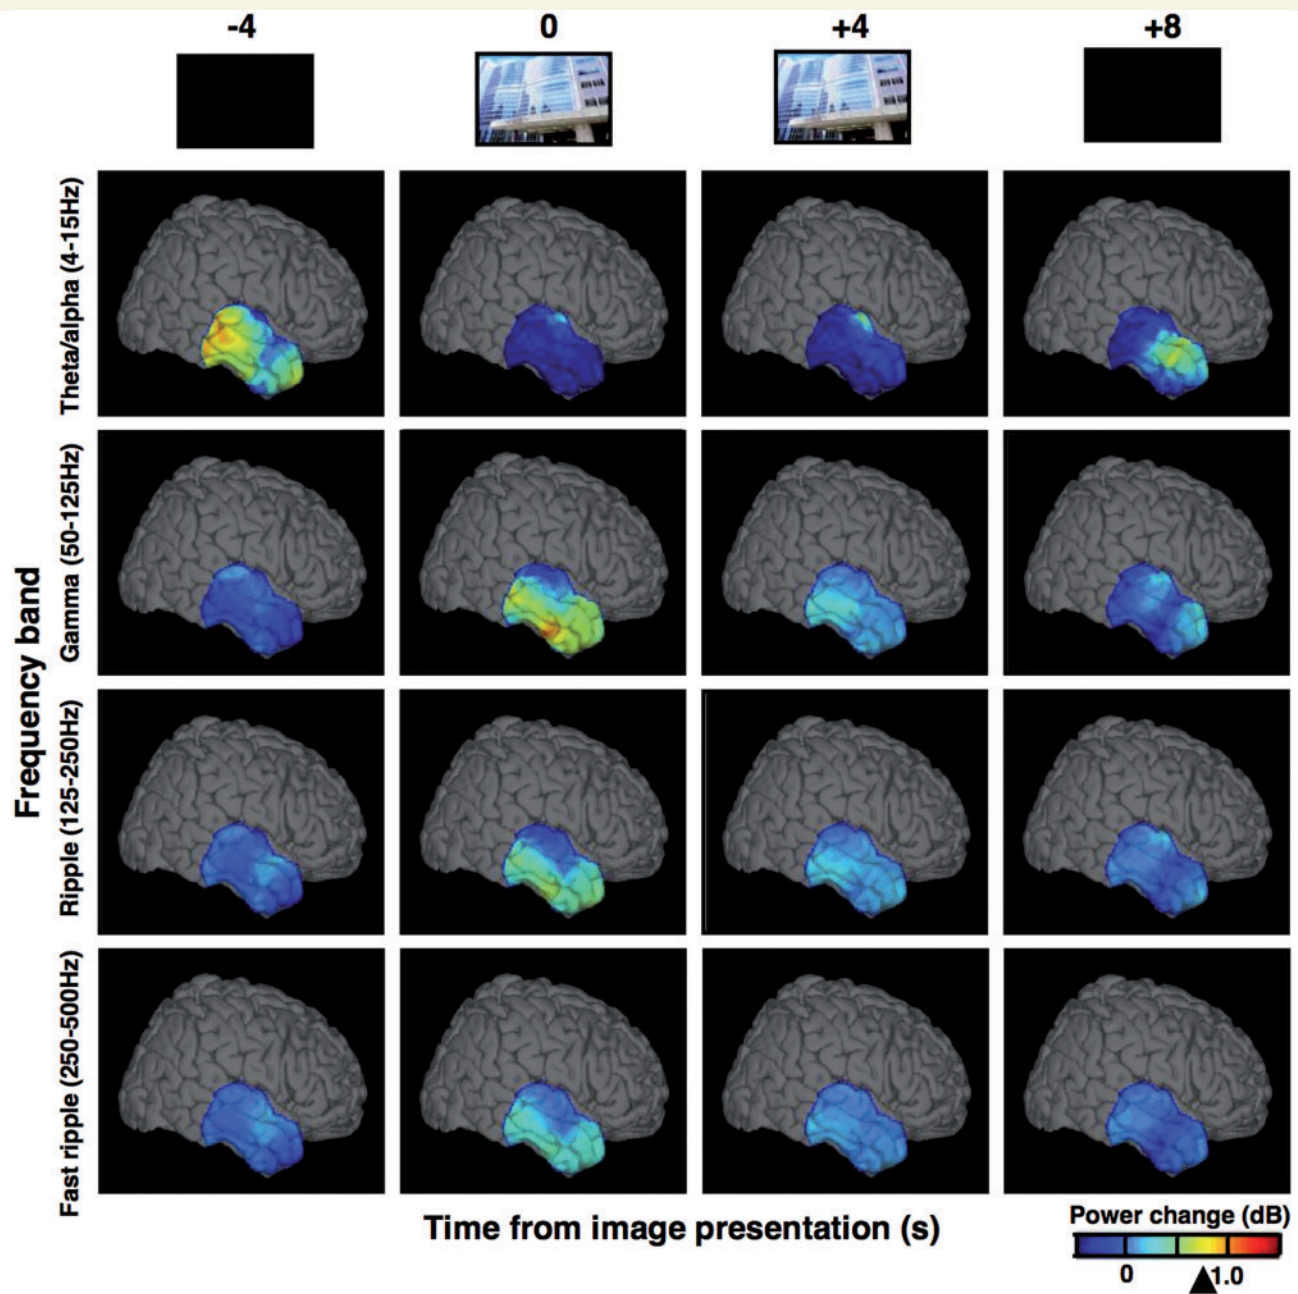 -4 0 +4 +8
Theta/alpha (4-15Hz)
Gamma (50-125Hz)
Ripple (125-250Hz)
Fast ripple (250-500Hz)
Frequency band
Time from image presentation (s)
Power change (dB)
0 1.0